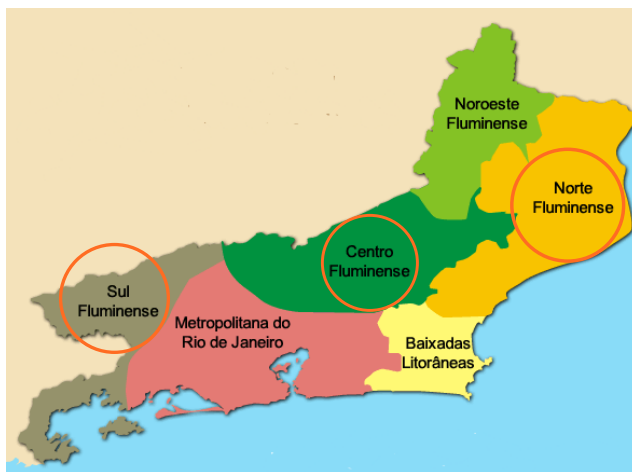 Noroeste
Fluminense
Norte
Fluminense
Centro
Fluminense
Sul
Fluminense
Metropolitana do
Rio de Janeiro
Baixadas
Litorâneas